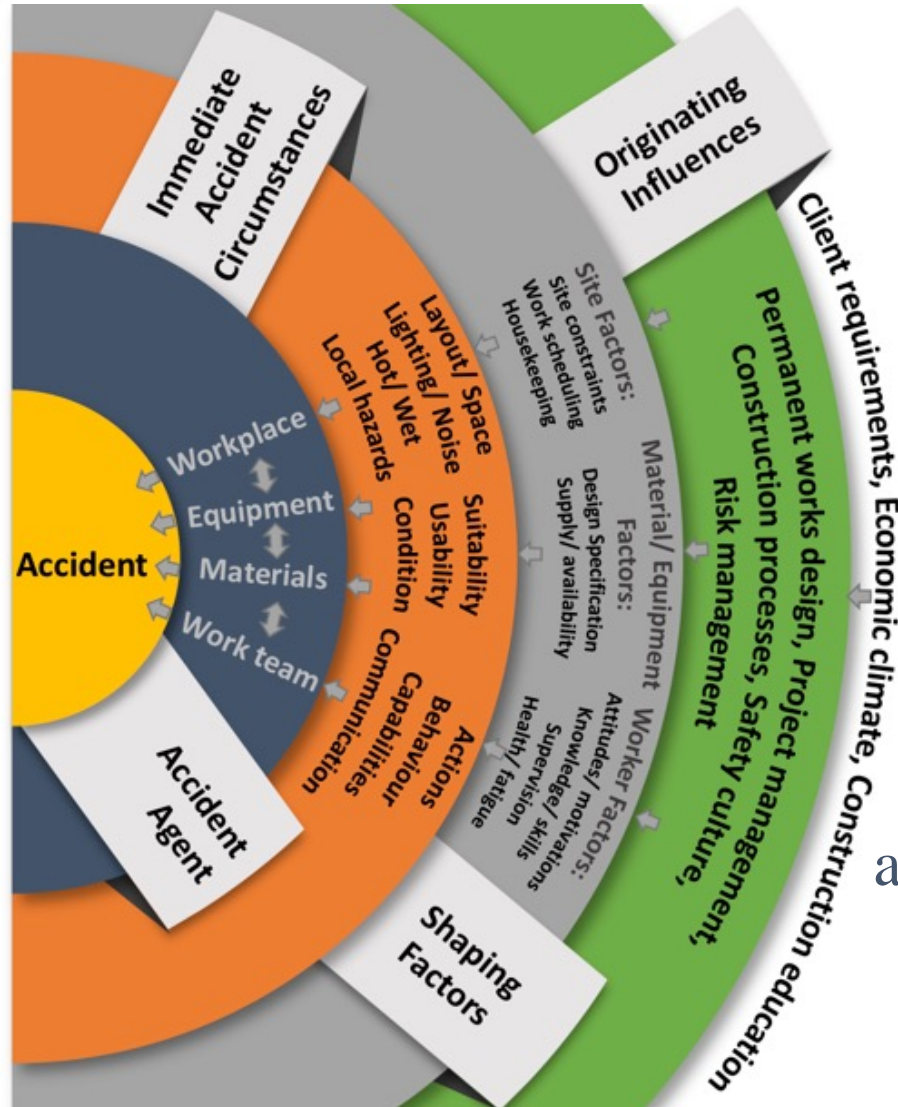 Immediate
Accident
Circumstances
Originating
Influences
Client requirements, Economic climate, Construction education
Permanent works design, Project management,
Construction processes, Safety culture,
Risk management
Site Factors:
Site constraints
Work scheduling
Housekeeping
Material/ Equipment
Factors:
Design Specification
Supply/ availability
Worker Factors:
Attitudes/ motivations
Knowledge/ skills
Supervision
Health/ fatigue
Layout/ Space
Lighting/ Noise
Hot/ Wet
Local hazards
Suitability
Usability
Condition
Actions
Behaviour
Capabilities
Communication
Workplace
Equipment
Materials
Work team
Accident
Accident
Agent
Shaping
Factors
a